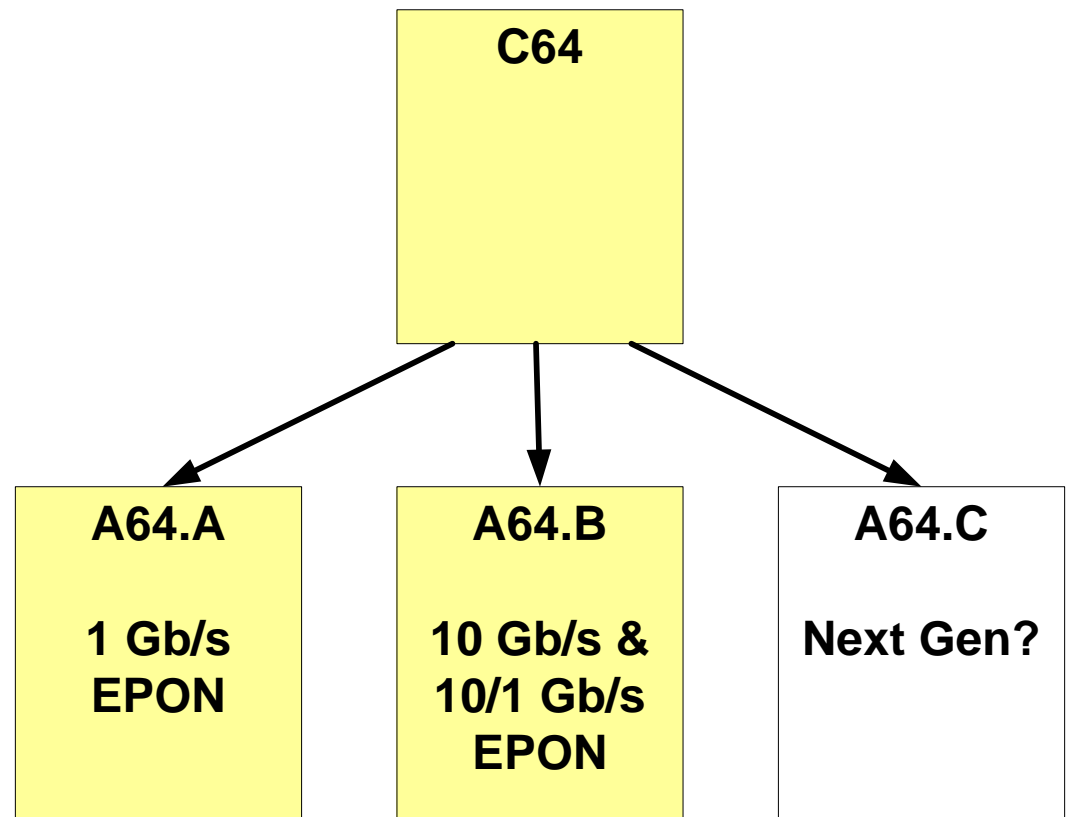 C64
A64.A
1 Gb/s
EPON
A64.B
10 Gb/s &
10/1 Gb/s
EPON
A64.C
Next Gen?